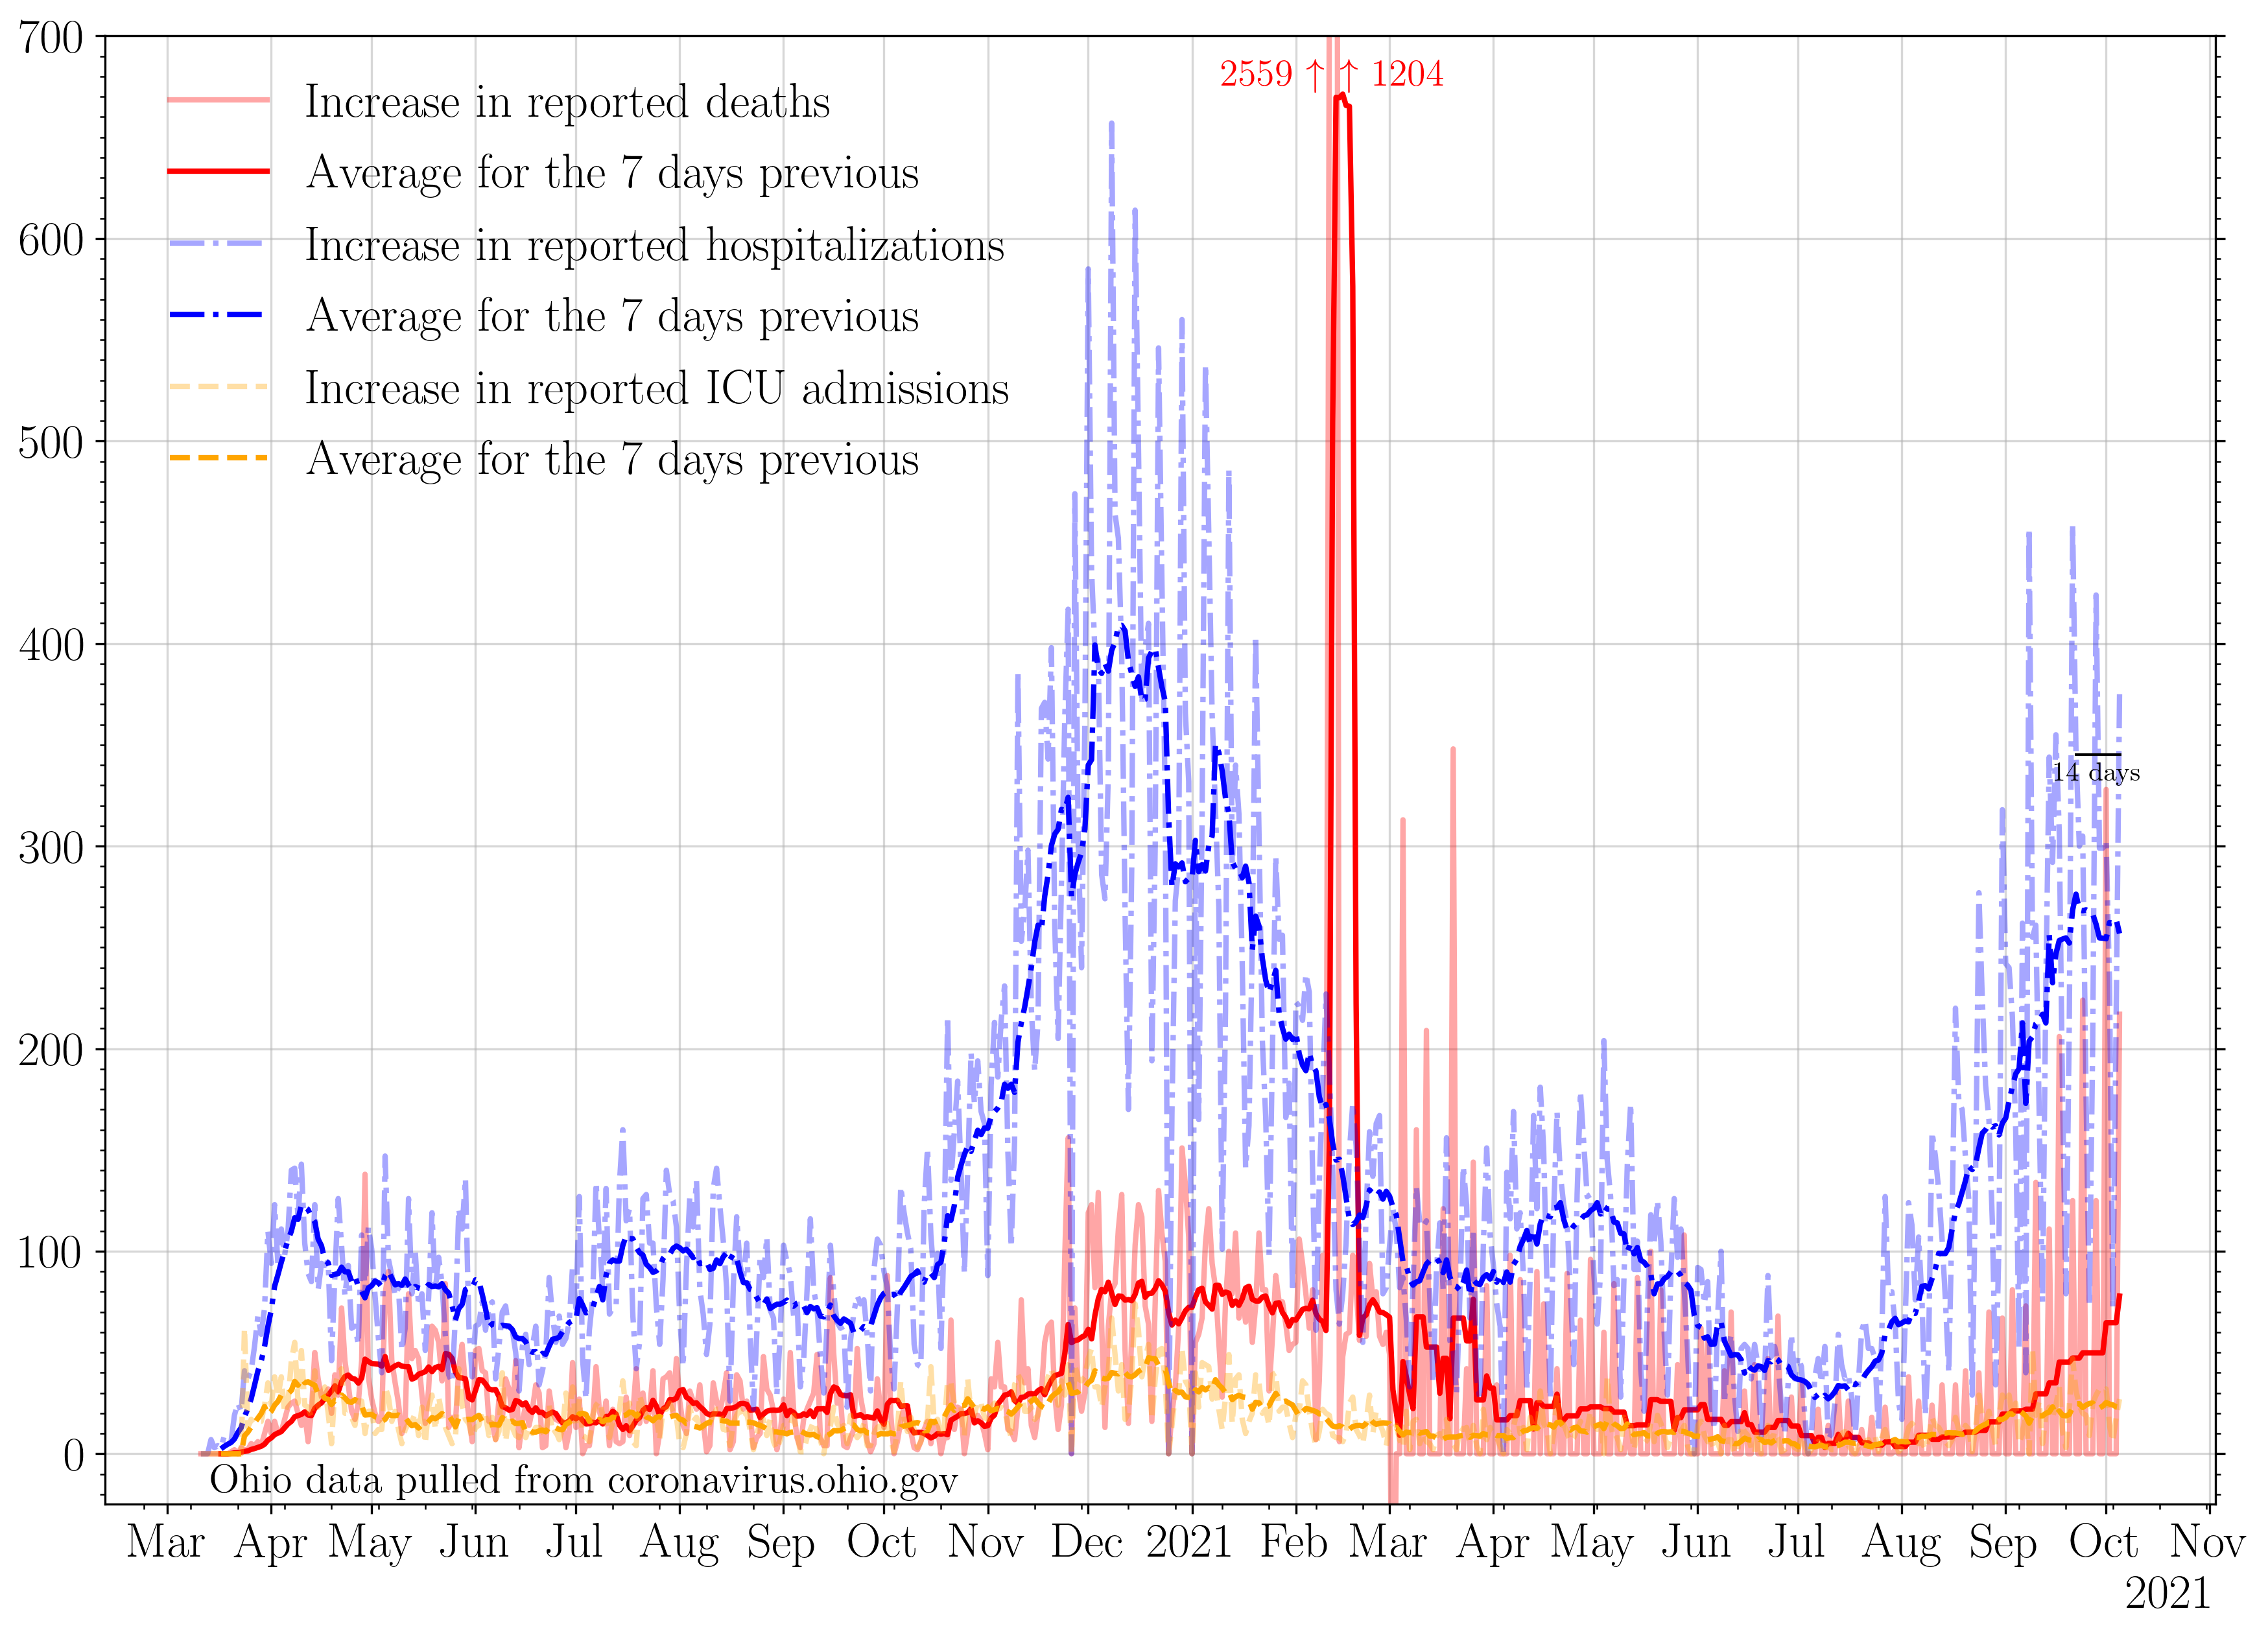 700
600
500
400
300
200
100
0
2559 ↑ ↑ 1204
Increase in reported deaths
Average for the 7 days previous
Increase in reported hospitalizations
Average for the 7 days previous
Increase in reported ICU admissions
Average for the 7 days previous
14 days
Ohio data pulled from coronavirus.ohio.gov
Mar Apr May Jun Jul Aug Sep Oct Nov Dec 2021 Feb Mar Apr May Jun Jul Aug Sep Oct Nov
2021